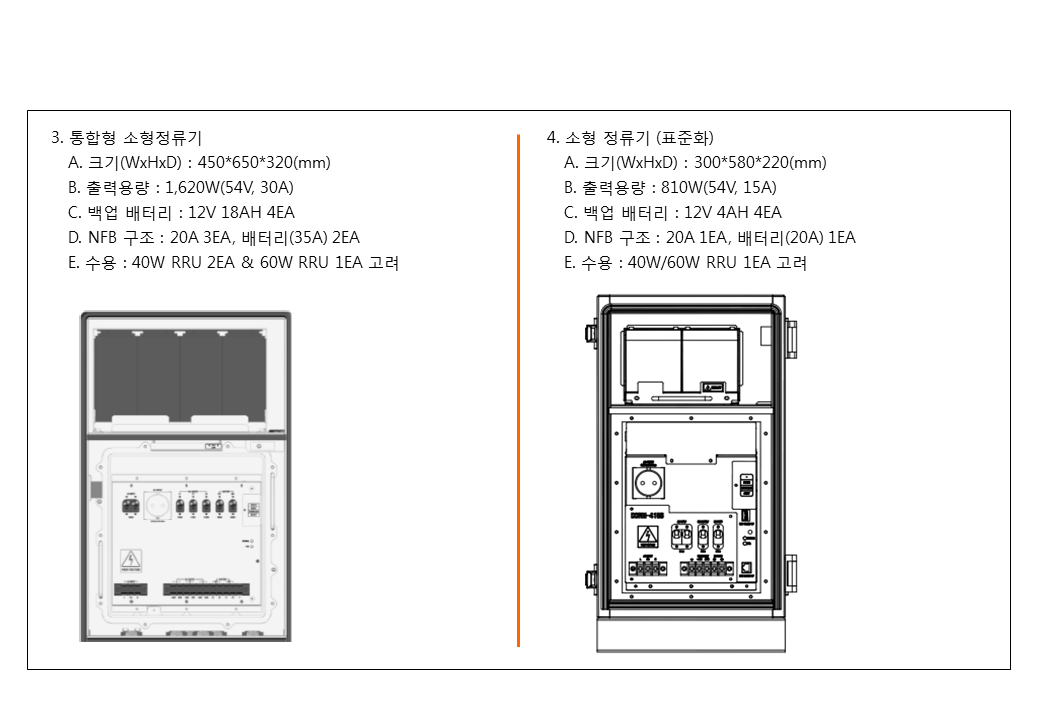 3. 통합형 소형정류기
A. 크기(WxHxD) : 450*650*320(mm)
B. 출력용량 : 1,620W(54V, 30A)
C. 백업 배터리 : 12V 18AH 4EA
D. NFB 구조 : 20A 3EA, 배터리(35A) 2EA
E. 수용 : 40W RRU 2EA & 60W RRU 1EA 고려
4. 소형 정류기 (표준화)
A. 크기(WxHxD) : 300*580*220(mm)
B. 출력용량 : 810W(54V, 15A)
C. 백업 배터리 : 12V 4AH 4EA
D. NFB 구조 : 20A 1EA, 배터리(20A) 1EA
E. 수용 : 40W/60W RRU 1EA 고려